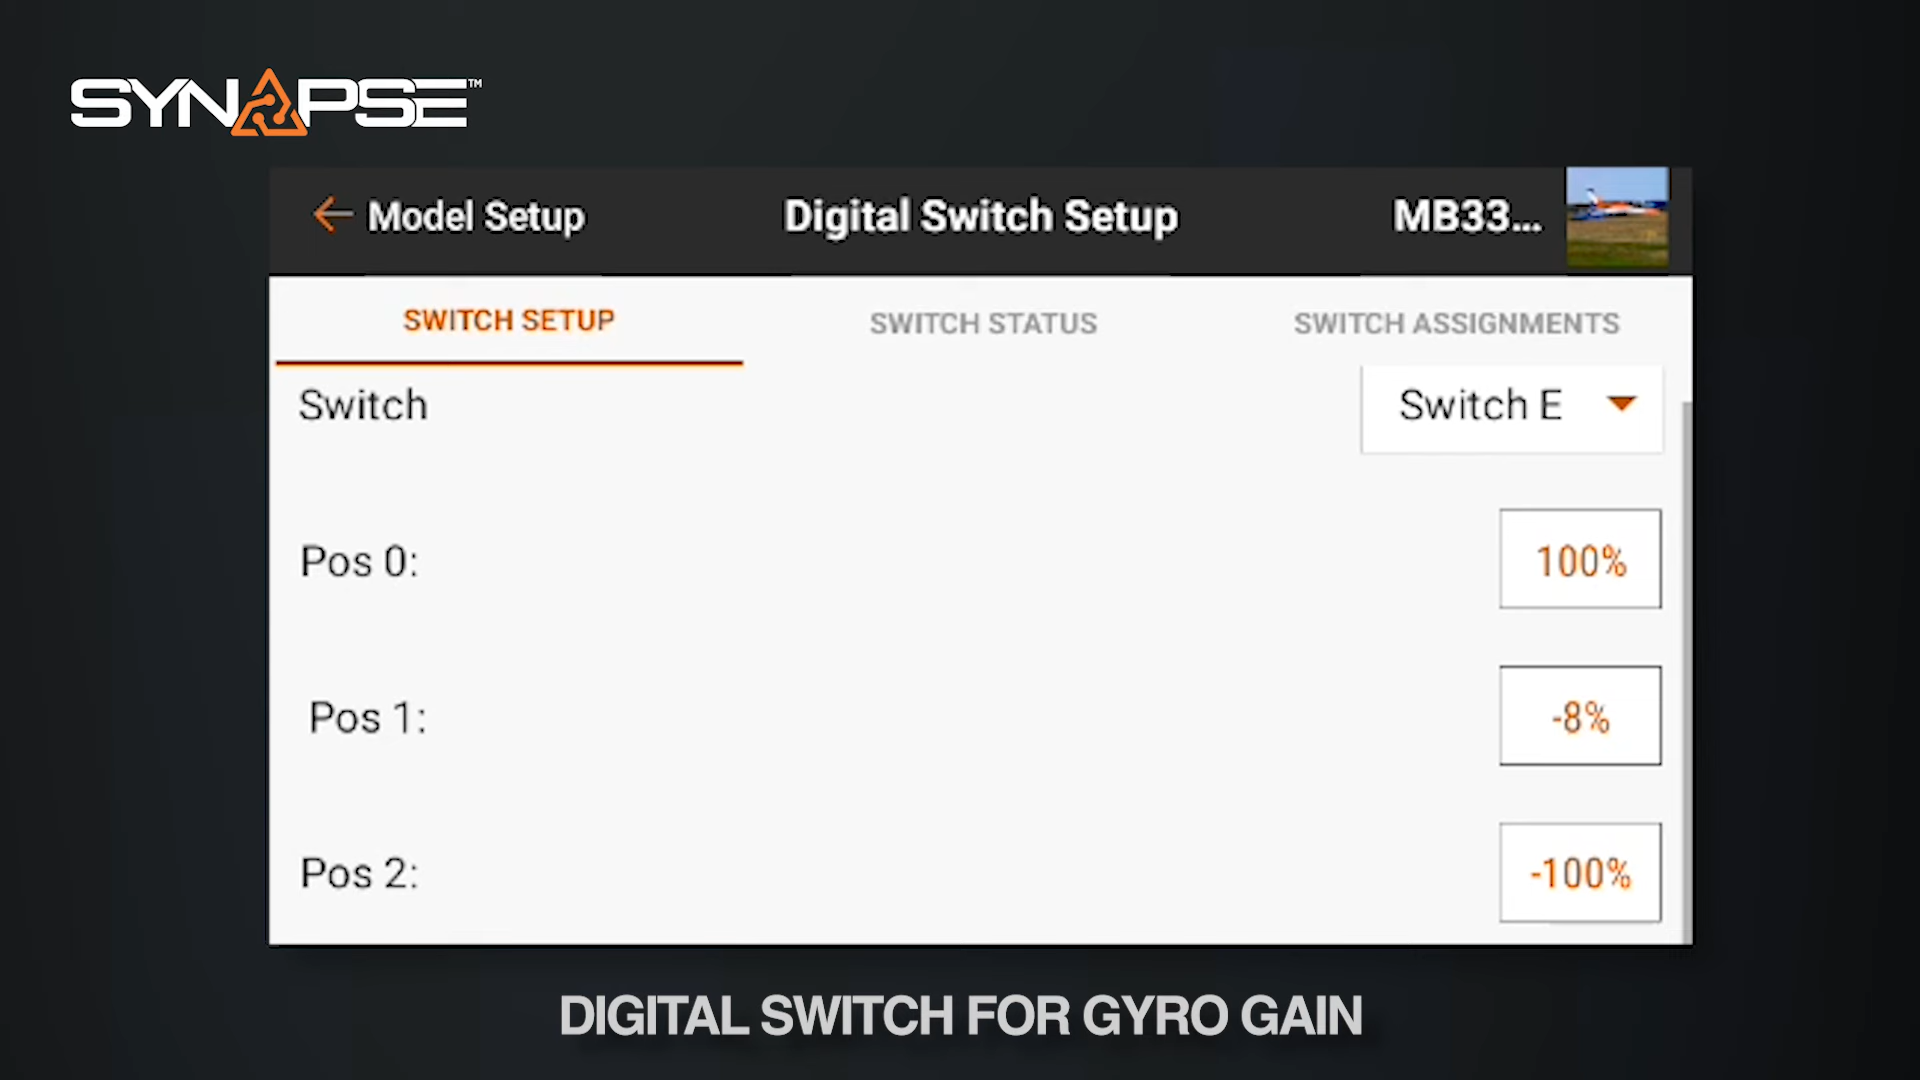 SYNAPSE™
Model Setup
Digital Switch Setup
MB33...
SWITCH SETUP
SWITCH STATUS
SWITCH ASSIGNMENTS
Switch
Switch E
Pos 0:
100%
Pos 1:
-8%
Pos 2:
-100%
DIGITAL SWITCH FOR GYRO GAIN